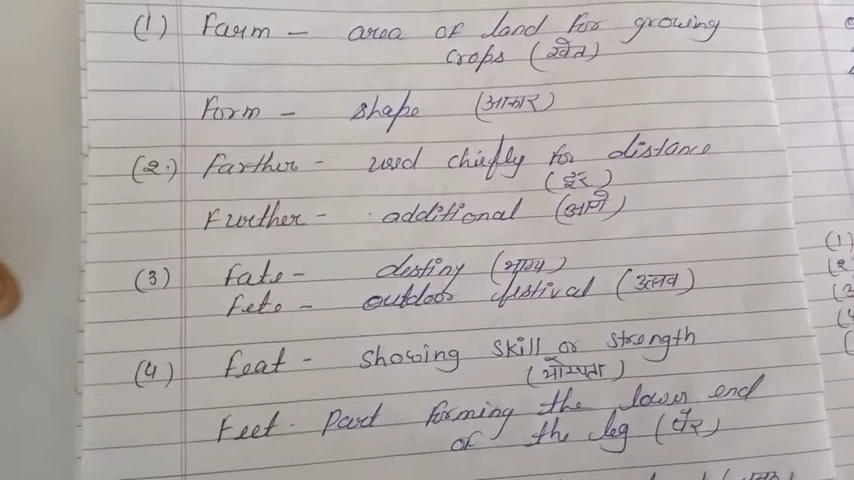 (1) Farm - area of land for growing
crops (खेत)
Form - shape (आकार)
(2.) Farther - used chiefly for distance
(दूर)
Further - additional (आगे)
(3) Fate - destiny (भाग्य)
Fete - outdoor festival (उत्सव)
(4) Feat - showing skill or strength
(योग्यता)
Feet - Part forming the lower end
of the leg (पैर)
(1)
(2